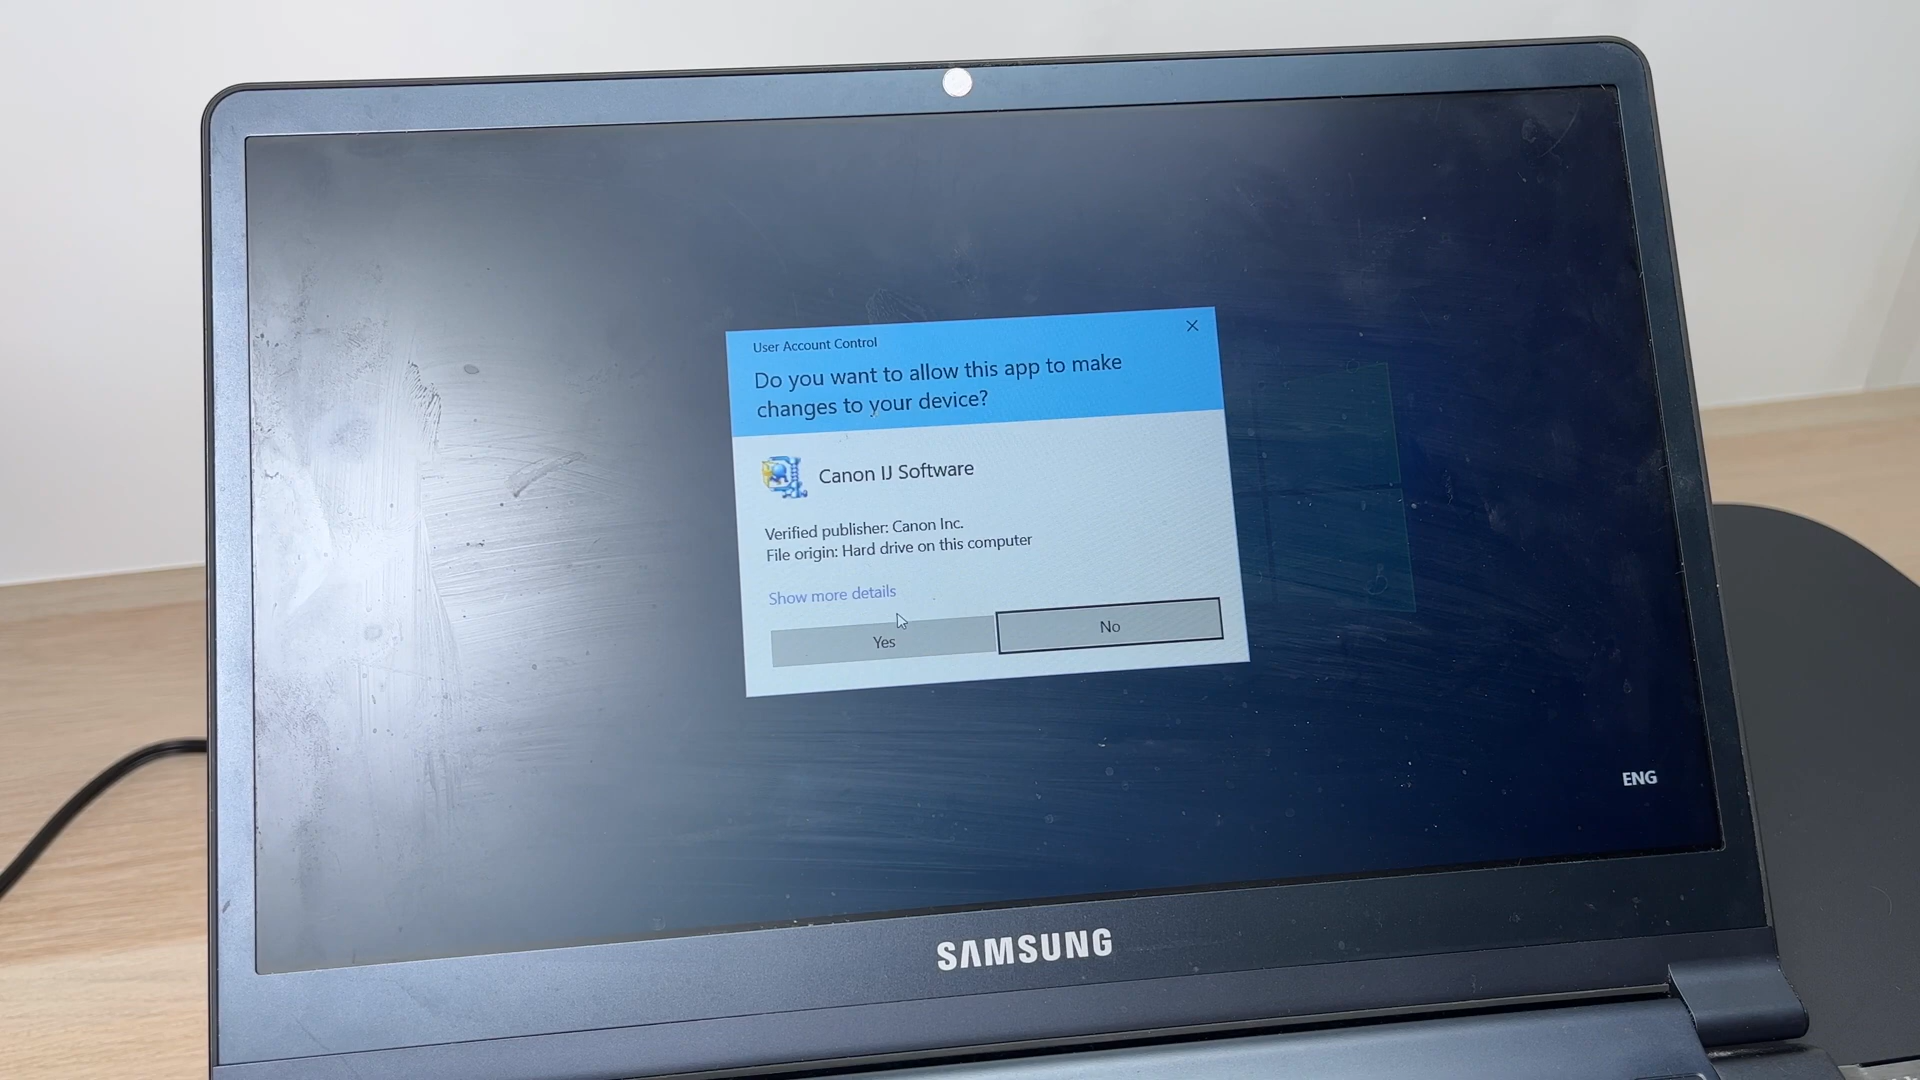 User Account Control
Do you want to allow this app to make
changes to your device?
Canon IJ Software
Verified publisher: Canon Inc.
File origin: Hard drive on this computer
Show more details
Yes
No
ENG
SAMSUNG